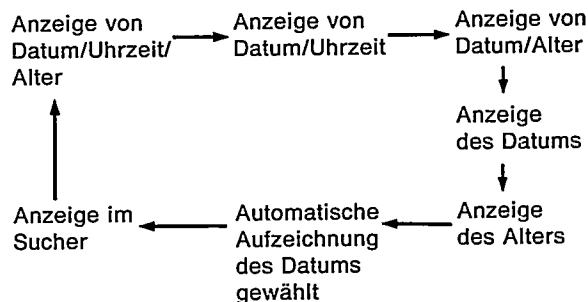 Anzeige von
Datum/Uhrzeit/
Alter
Anzeige von
Datum/Uhrzeit
Anzeige von
Datum/Alter
Anzeige
des Datums
Anzeige
des Alters
Automatische
Aufzeichnung
des Datums
gewählt
Anzeige im
Sucher